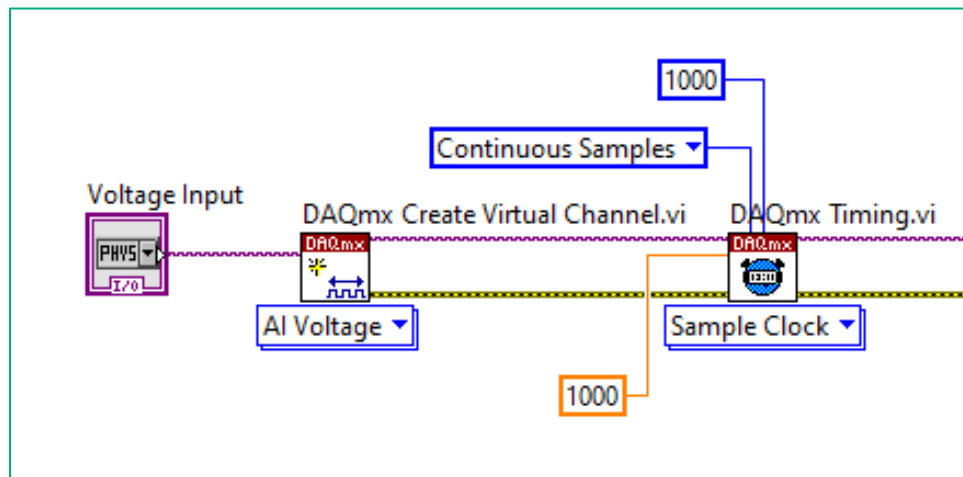 1000
Continuous Samples
Voltage Input
DAQmx Create Virtual Channel.vi
DAQmx Timing.vi
PHYS
I/O
DAQmx
DAQmx
AI Voltage
Sample Clock
1000